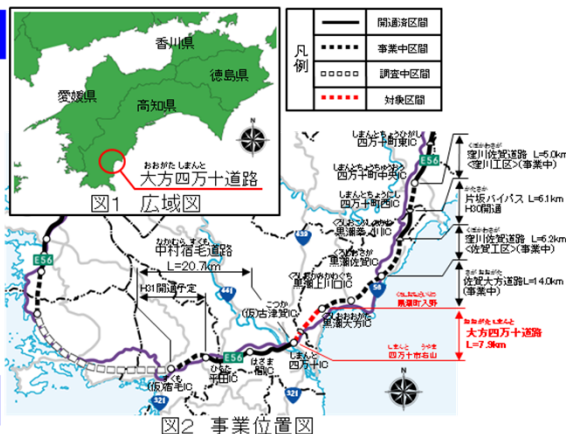 香川県
徳島県
愛媛県
高知県
おおがた しまんと
大方四万十道路
図1 広域図
凡例
開通済区間
事業中区間
調査中区間
対象区間
しまんとちょうひがし
四万十町東IC
E56
しまんとちょうちゅうおう
四万十町中央IC
しまんとちょうにし
四万十町西IC
黒潮拳ノ川IC
黒潮佐賀IC
黒潮上川口IC
くぼかわさが
窪川佐賀道路 L=5.0km
<窪川工区>(事業中)
かたさか
片坂バイパス L=6.1km
H30開通
くぼかわさが
窪川佐賀道路 L=6.2km
<佐賀工区>(事業中)
さが おおがた
佐賀大方道路L=14.0km
(事業中)
黒潮町入野
おおがたしまんと
大方四万十道路
L=7.9km
しまんと うやま
四万十市右山
なかむら すくも
中村宿毛道路
L=20.7km
H31開通予定
E56
441
439
56
こつか
(仮)古津賀IC
くろしおおおがた
黒潮大方IC
しまんと
四万十IC
E56
はざま
間IC
ひらた
平田IC
すくも
(仮)宿毛IC
321
321
図2 事業位置図